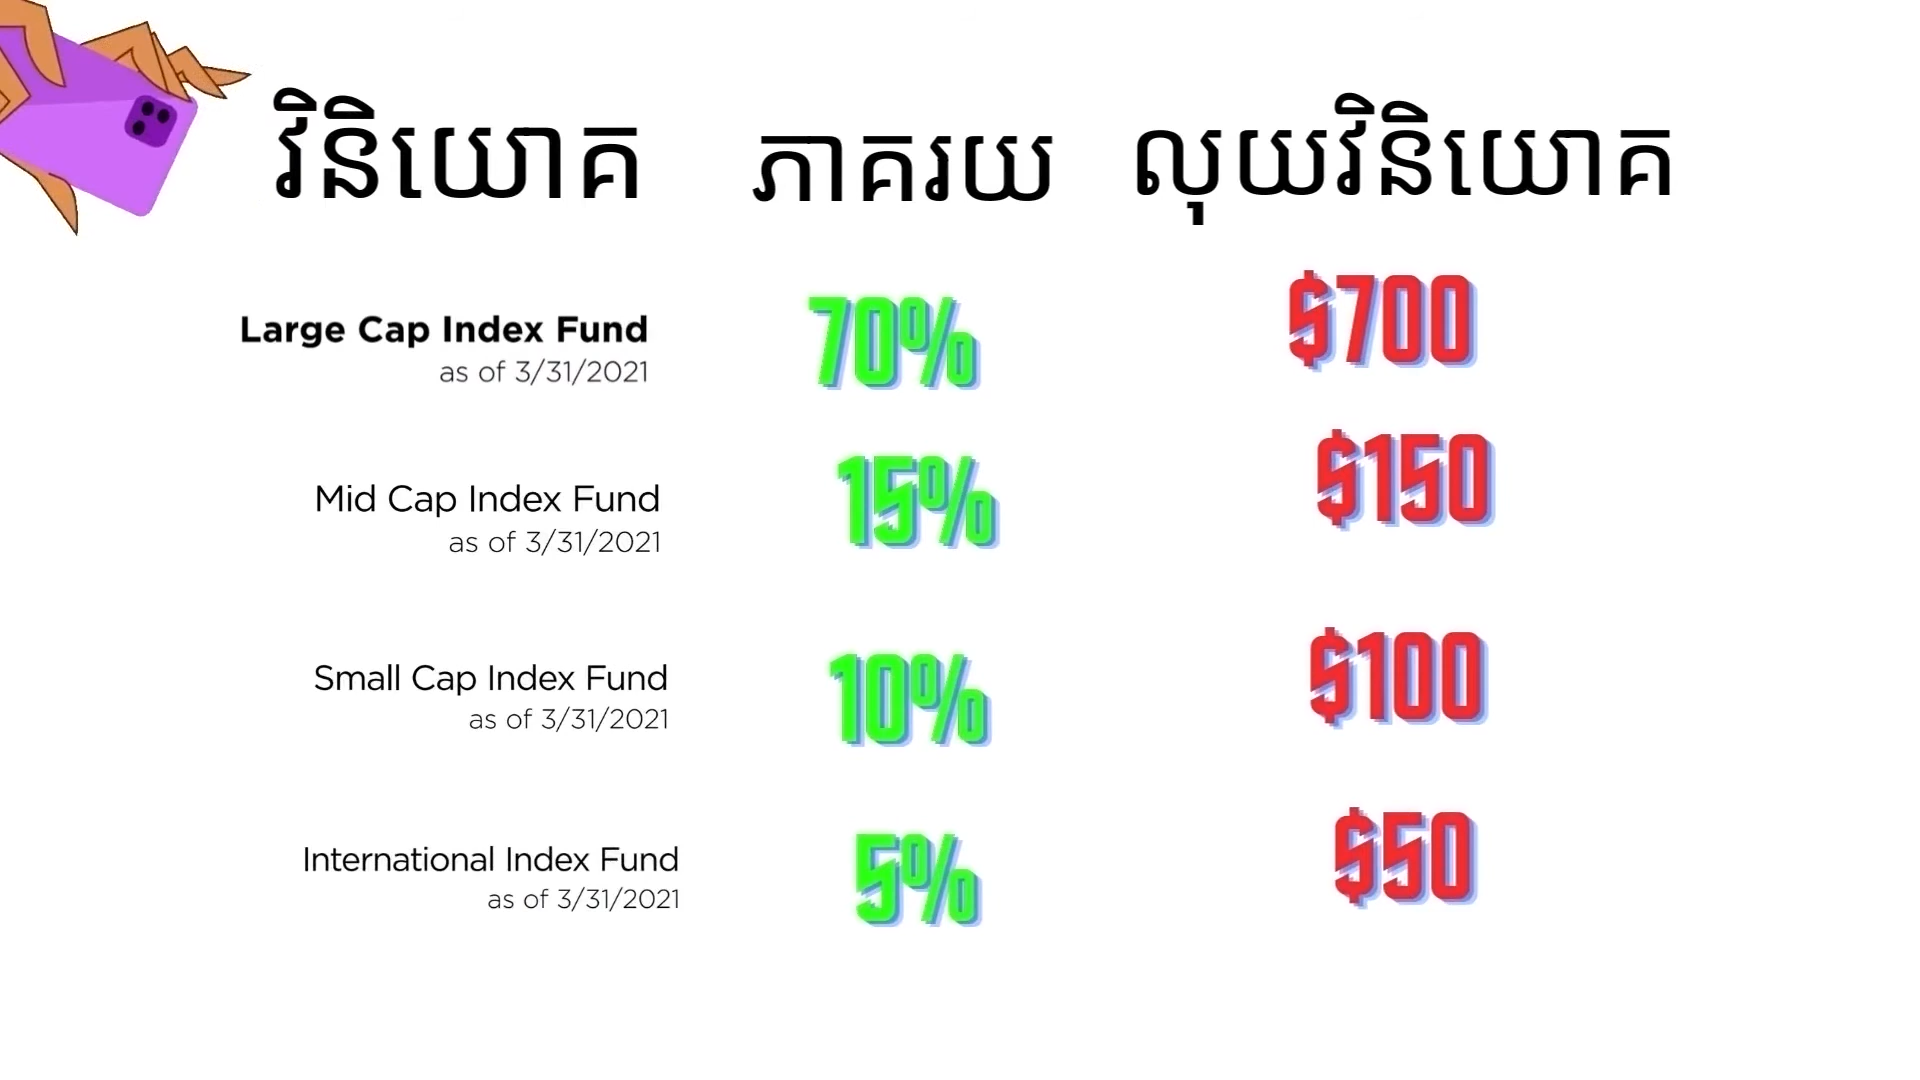 វិនិយោគ ភាគរយ លុយវិនិយោគ
Large Cap Index Fund 70% $700
as of 3/31/2021
Mid Cap Index Fund 15% $150
as of 3/31/2021
Small Cap Index Fund 10% $100
as of 3/31/2021
International Index Fund 5% $50
as of 3/31/2021